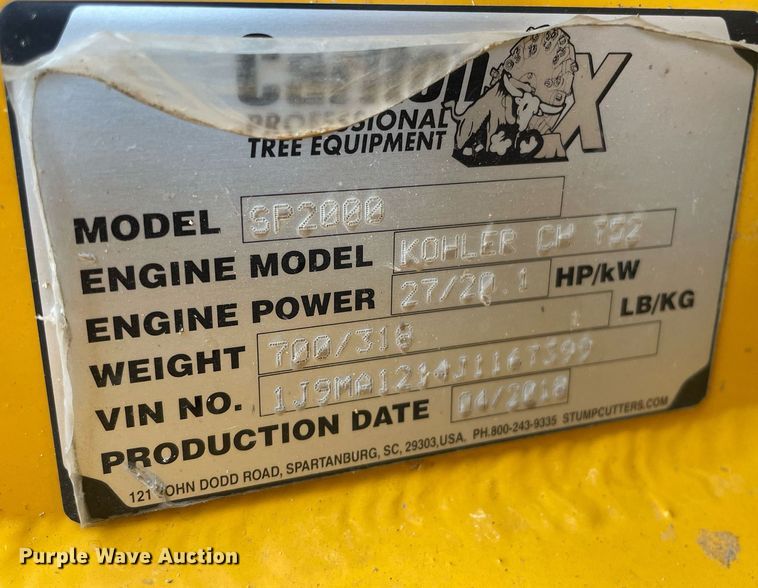 PROFESSIONAL
TREE EQUIPMENT
MODEL SP2000
ENGINE MODEL KOHLER CH 752
ENGINE POWER 27/20.1 HP/kW
WEIGHT 700/318 LB/KG
VIN NO.
PRODUCTION DATE 04/2018
121 JOHN DODD ROAD, SPARTANBURG, SC, 29303,USA. PH.800-243-9335 STUMPCUTTERS.COM
Purple Wave Auction